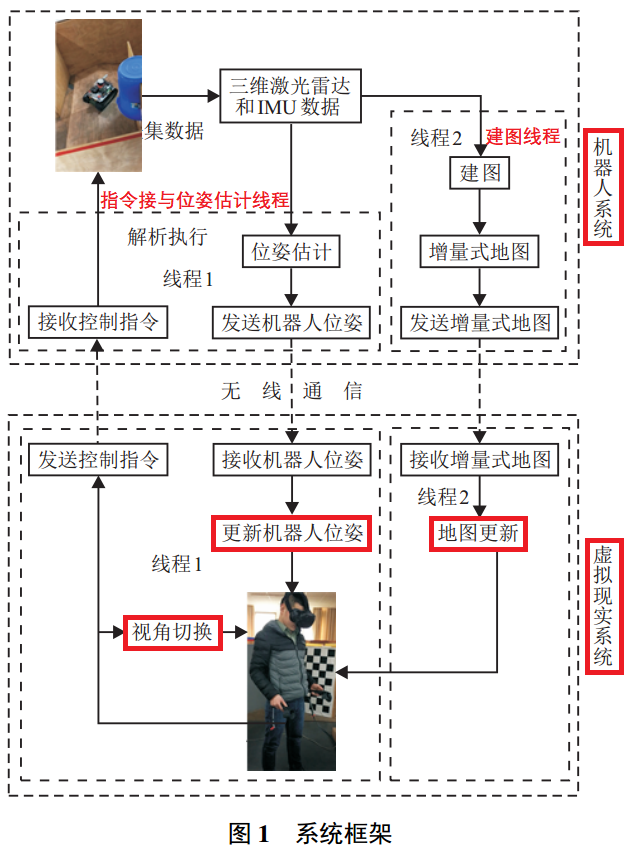 三维激光雷达
和IMU数据
集数据
线程2
建图线程
机器人系统
建图
指令接与位姿估计线程
解析执行
位姿估计
增量式地图
线程1
接收控制指令
发送机器人位姿
发送增量式地图
无线通信
发送控制指令
接收机器人位姿
接收增量式地图
线程2
更新机器人位姿
地图更新
线程1
虚拟现实系统
视角切换
图1 系统框架